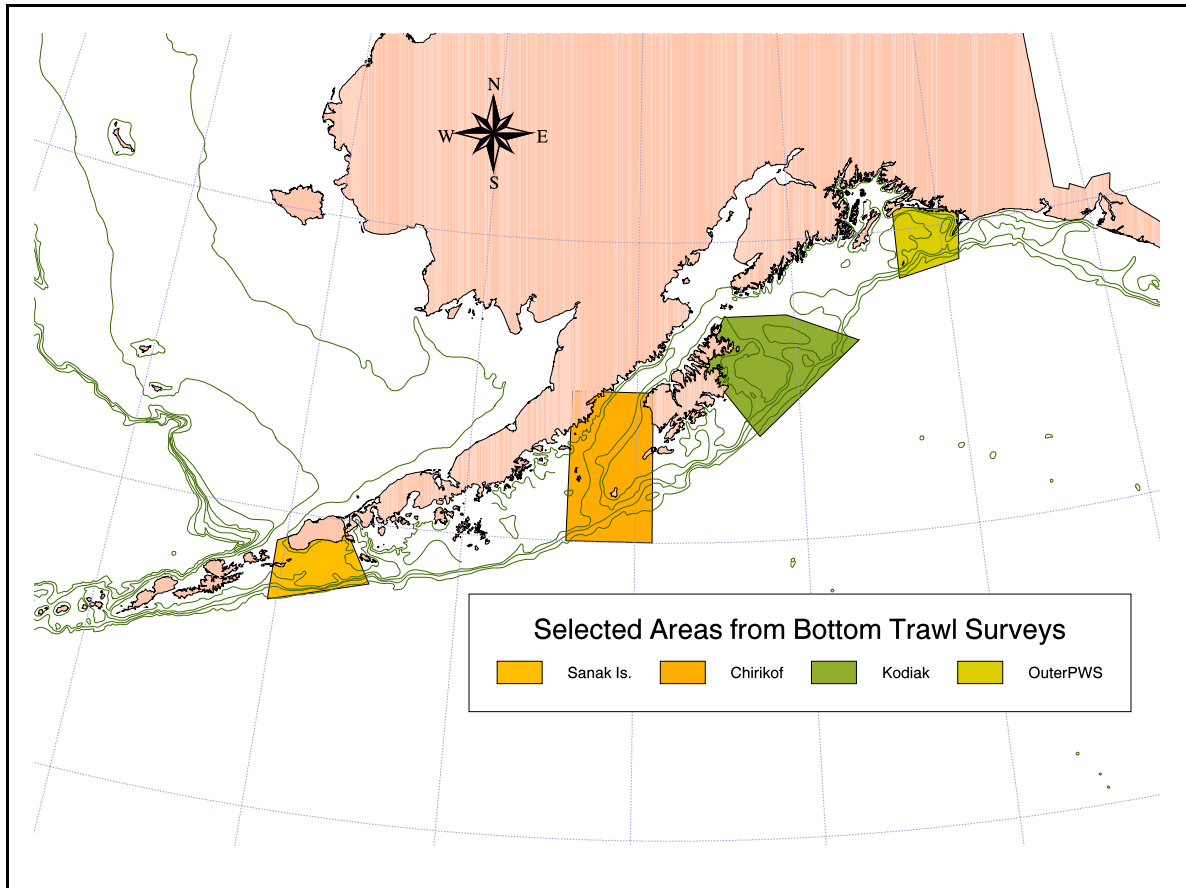 N
W E
S
Selected Areas from Bottom Trawl Surveys
Sanak Is. Chirikof Kodiak OuterPWS